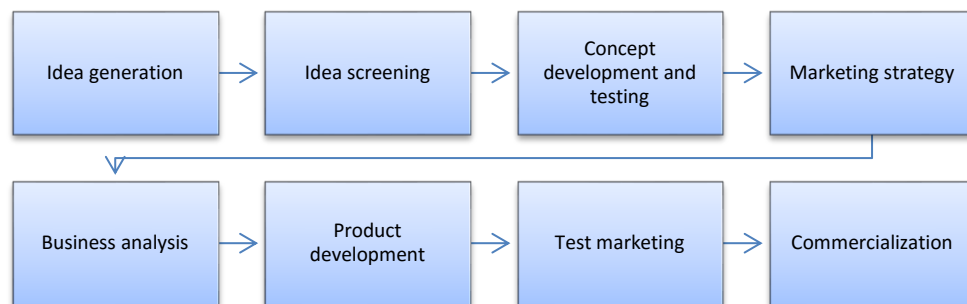 Idea generation
Idea screening
Concept
development and
testing
Marketing strategy
Business analysis
Product
development
Test marketing
Commercialization